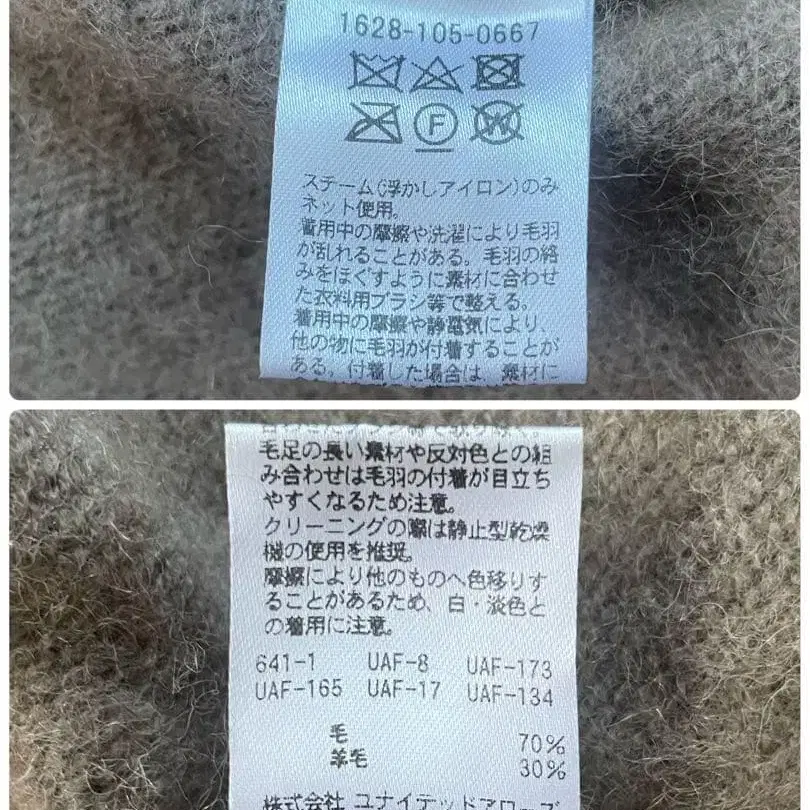 1628-105-0667
F W
スチーム(浮かしアイロン)のみ
ネット使用。
着用中の摩擦や洗濯により毛羽
が乱れることがある。毛羽の絡
みをほぐすように素材に合わせ
た衣料用ブラシ等で整える。
着用中の摩擦や静電気により、
他の物に毛羽が付着することが
ある。付着した場合は、素材に
毛足の長い素材や反対色との組
み合わせは毛羽の付着が目立ち
やすくなるため注意。
クリーニングの際は静止型乾燥
機の使用を推奨。
摩擦により他のものへ色移りす
ることがあるため、白・淡色と
の着用に注意。
641-1 UAF-8 UAF-173
UAF-165 UAF-17 UAF-134
毛 70%
羊毛 30%
株式会社 ユナイテッドアローズ